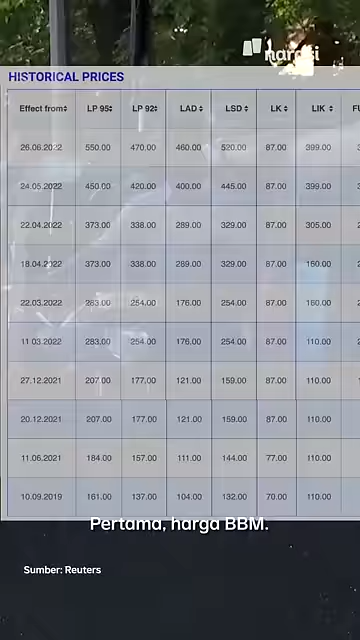 narasi
HISTORICAL PRICES
Effect from LP 95 LP 92 LAD LSD LK LIK
26.06.2022 550.00 470.00 460.00 520.00 87.00 399.00
24.05.2022 450.00 420.00 400.00 445.00 87.00 399.00
22.04.2022 373.00 338.00 289.00 329.00 87.00 305.00
18.04.2022 373.00 338.00 289.00 329.00 87.00
22.03.2022 283.00 254.00 176.00 254.00 87.00
11.03.2022 283.00 254.00 176.00 254.00 87.00 110.00
27.12.2021 207.00 177.00 121.00 159.00 87.00 110.00
20.12.2021 207.00 177.00 121.00 159.00 87.00 110.00
11.06.2021 184.00 157.00 111.00 144.00 77.00 110.00
10.09.2019 161.00 137.00 104.00 132.00 70.00 110.00
Pertama, harga BBM.
Sumber: Reuters